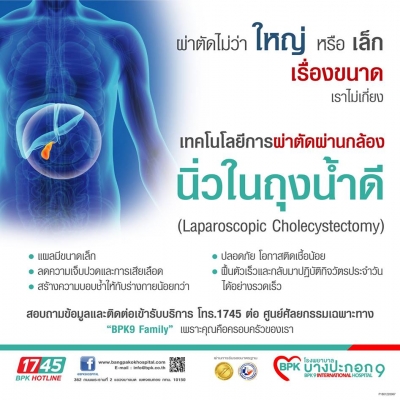 ผ่าตัดไม่ว่า ใหญ่ หรือ เล็ก
เรื่องขนาด
เราไม่เกี่ยง
เทคโนโลยีการผ่าตัดผ่านกล้อง
นิ่วในถุงน้ำดี
(Laparoscopic Cholecystectomy)
• แผลมีขนาดเล็ก
• ลดความเจ็บปวดและการเสียเลือด
• สร้างความบอบช้ำให้กับร่างกายน้อยกว่า
• ปลอดภัย โอกาสติดเชื้อน้อย
• ฟื้นตัวเร็วและกลับมาปฏิบัติกิจวัตรประจำวัน
ได้อย่างรวดเร็ว
สอบถามข้อมูลและติดต่อเข้ารับบริการ โทร.1745 ต่อ ศูนย์ศัลยกรรมเฉพาะทาง
"BPK9 Family" เพราะคุณคือครอบครัวของเรา
1745
BPK HOTLINE
www.bangpakokhospital.com
E-mail : info@bpk.co.th
BPK
โรงพยาบาล
บางปะกอก 9
BPK9 INTERNATIONAL HOSPITAL